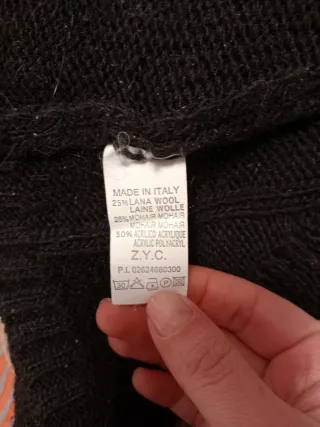 MADE IN ITALY
25% LANA WOOL
LAINE WOLLE
25% MOHAIR MOHAIR
MOHAIR MOHAIR
50% ACRILICO ACRYLIQUE
ACRYLIC POLYACRYL
Z.Y.C.
P.I. 02624680300
30 P